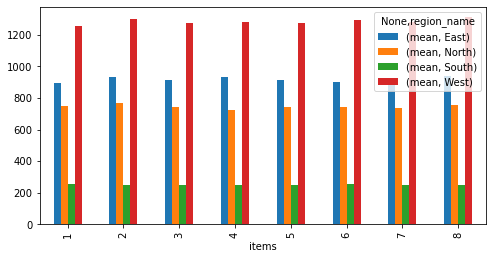 None,region_name
(mean, East)
(mean, North)
(mean, South)
(mean, West)
1200
1000
800
600
400
200
0
1 2 3 4 5 6 7 8
items